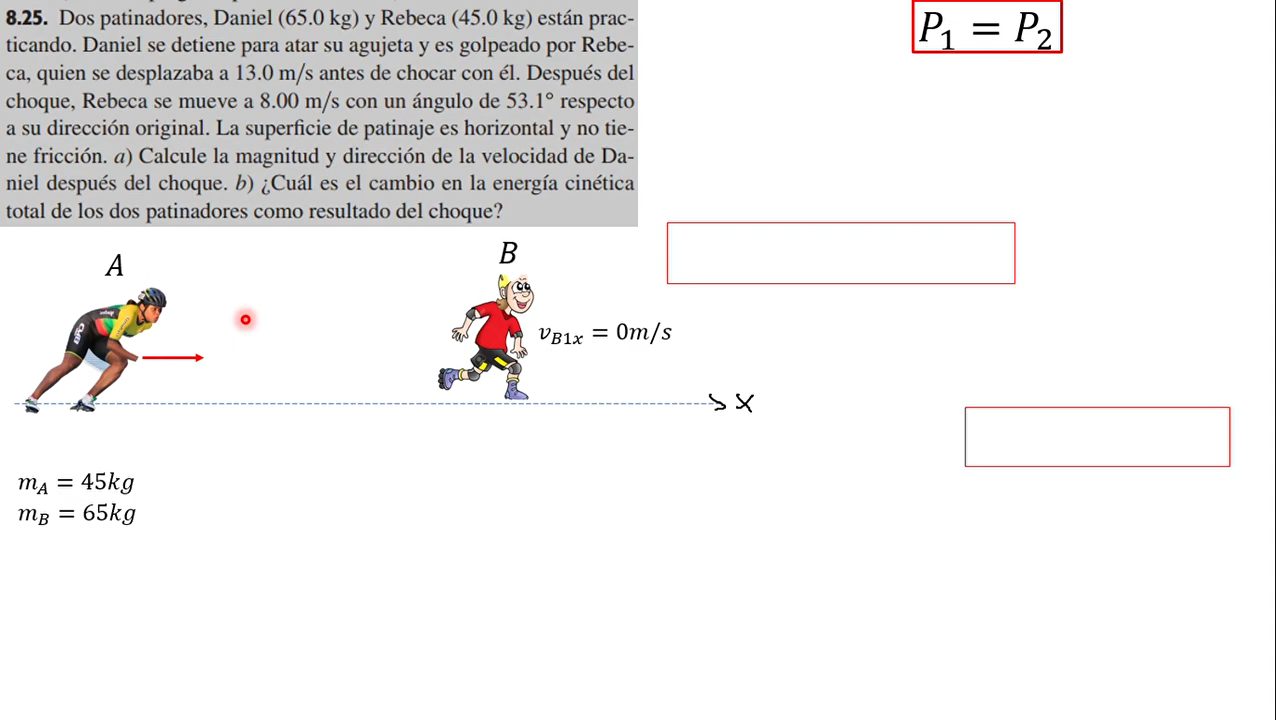 8.25. Dos patinadores, Daniel (65.0 kg) y Rebeca (45.0 kg) están prac-
ticando. Daniel se detiene para atar su agujeta y es golpeado por Rebe-
ca, quien se desplazaba a 13.0 m/s antes de chocar con él. Después del
choque, Rebeca se mueve a 8.00 m/s con un ángulo de 53.1° respecto
a su dirección original. La superficie de patinaje es horizontal y no tie-
ne fricción. a) Calcule la magnitud y dirección de la velocidad de Da-
niel después del choque. b) ¿Cuál es el cambio en la energía cinética
total de los dos patinadores como resultado del choque?
P₁ = P₂
A
B
v_{B1x} = 0m/s
x
m_A = 45kg
m_B = 65kg